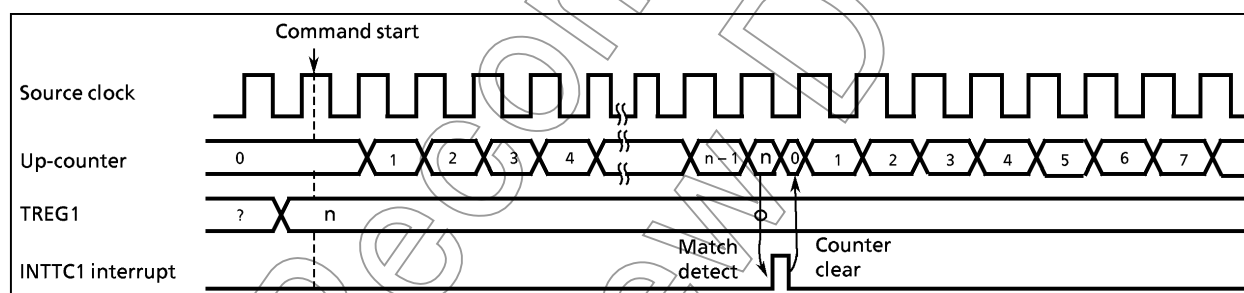 Command start
Source clock
Up-counter 0 1 2 3 4 n – 1 n 0 1 2 3 4 5 6 7
TREG1 ? n
Match detect
Counter clear
INTTC1 interrupt